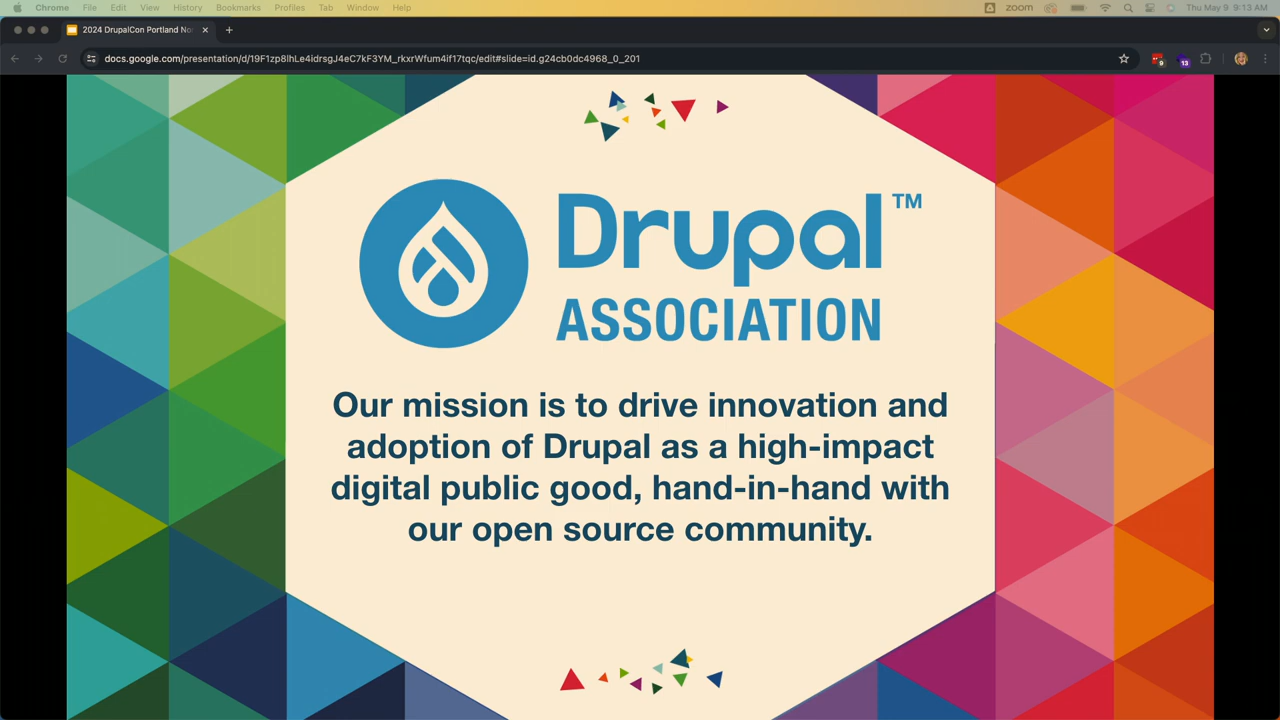 Chrome File Edit View History Bookmarks Profiles Tab Window Help zoom Thu May 9 9:13 AM
2024 DrupalCon Portland No
docs.google.com/presentation/d/19F1zp8lhLe4idrsgJ4eC7kF3YM_rkxrWfum4if17tqc/edit#slide=id.g24cb0dc4968_0_201
9 13
Drupal™
ASSOCIATION
Our mission is to drive innovation and
adoption of Drupal as a high-impact
digital public good, hand-in-hand with
our open source community.